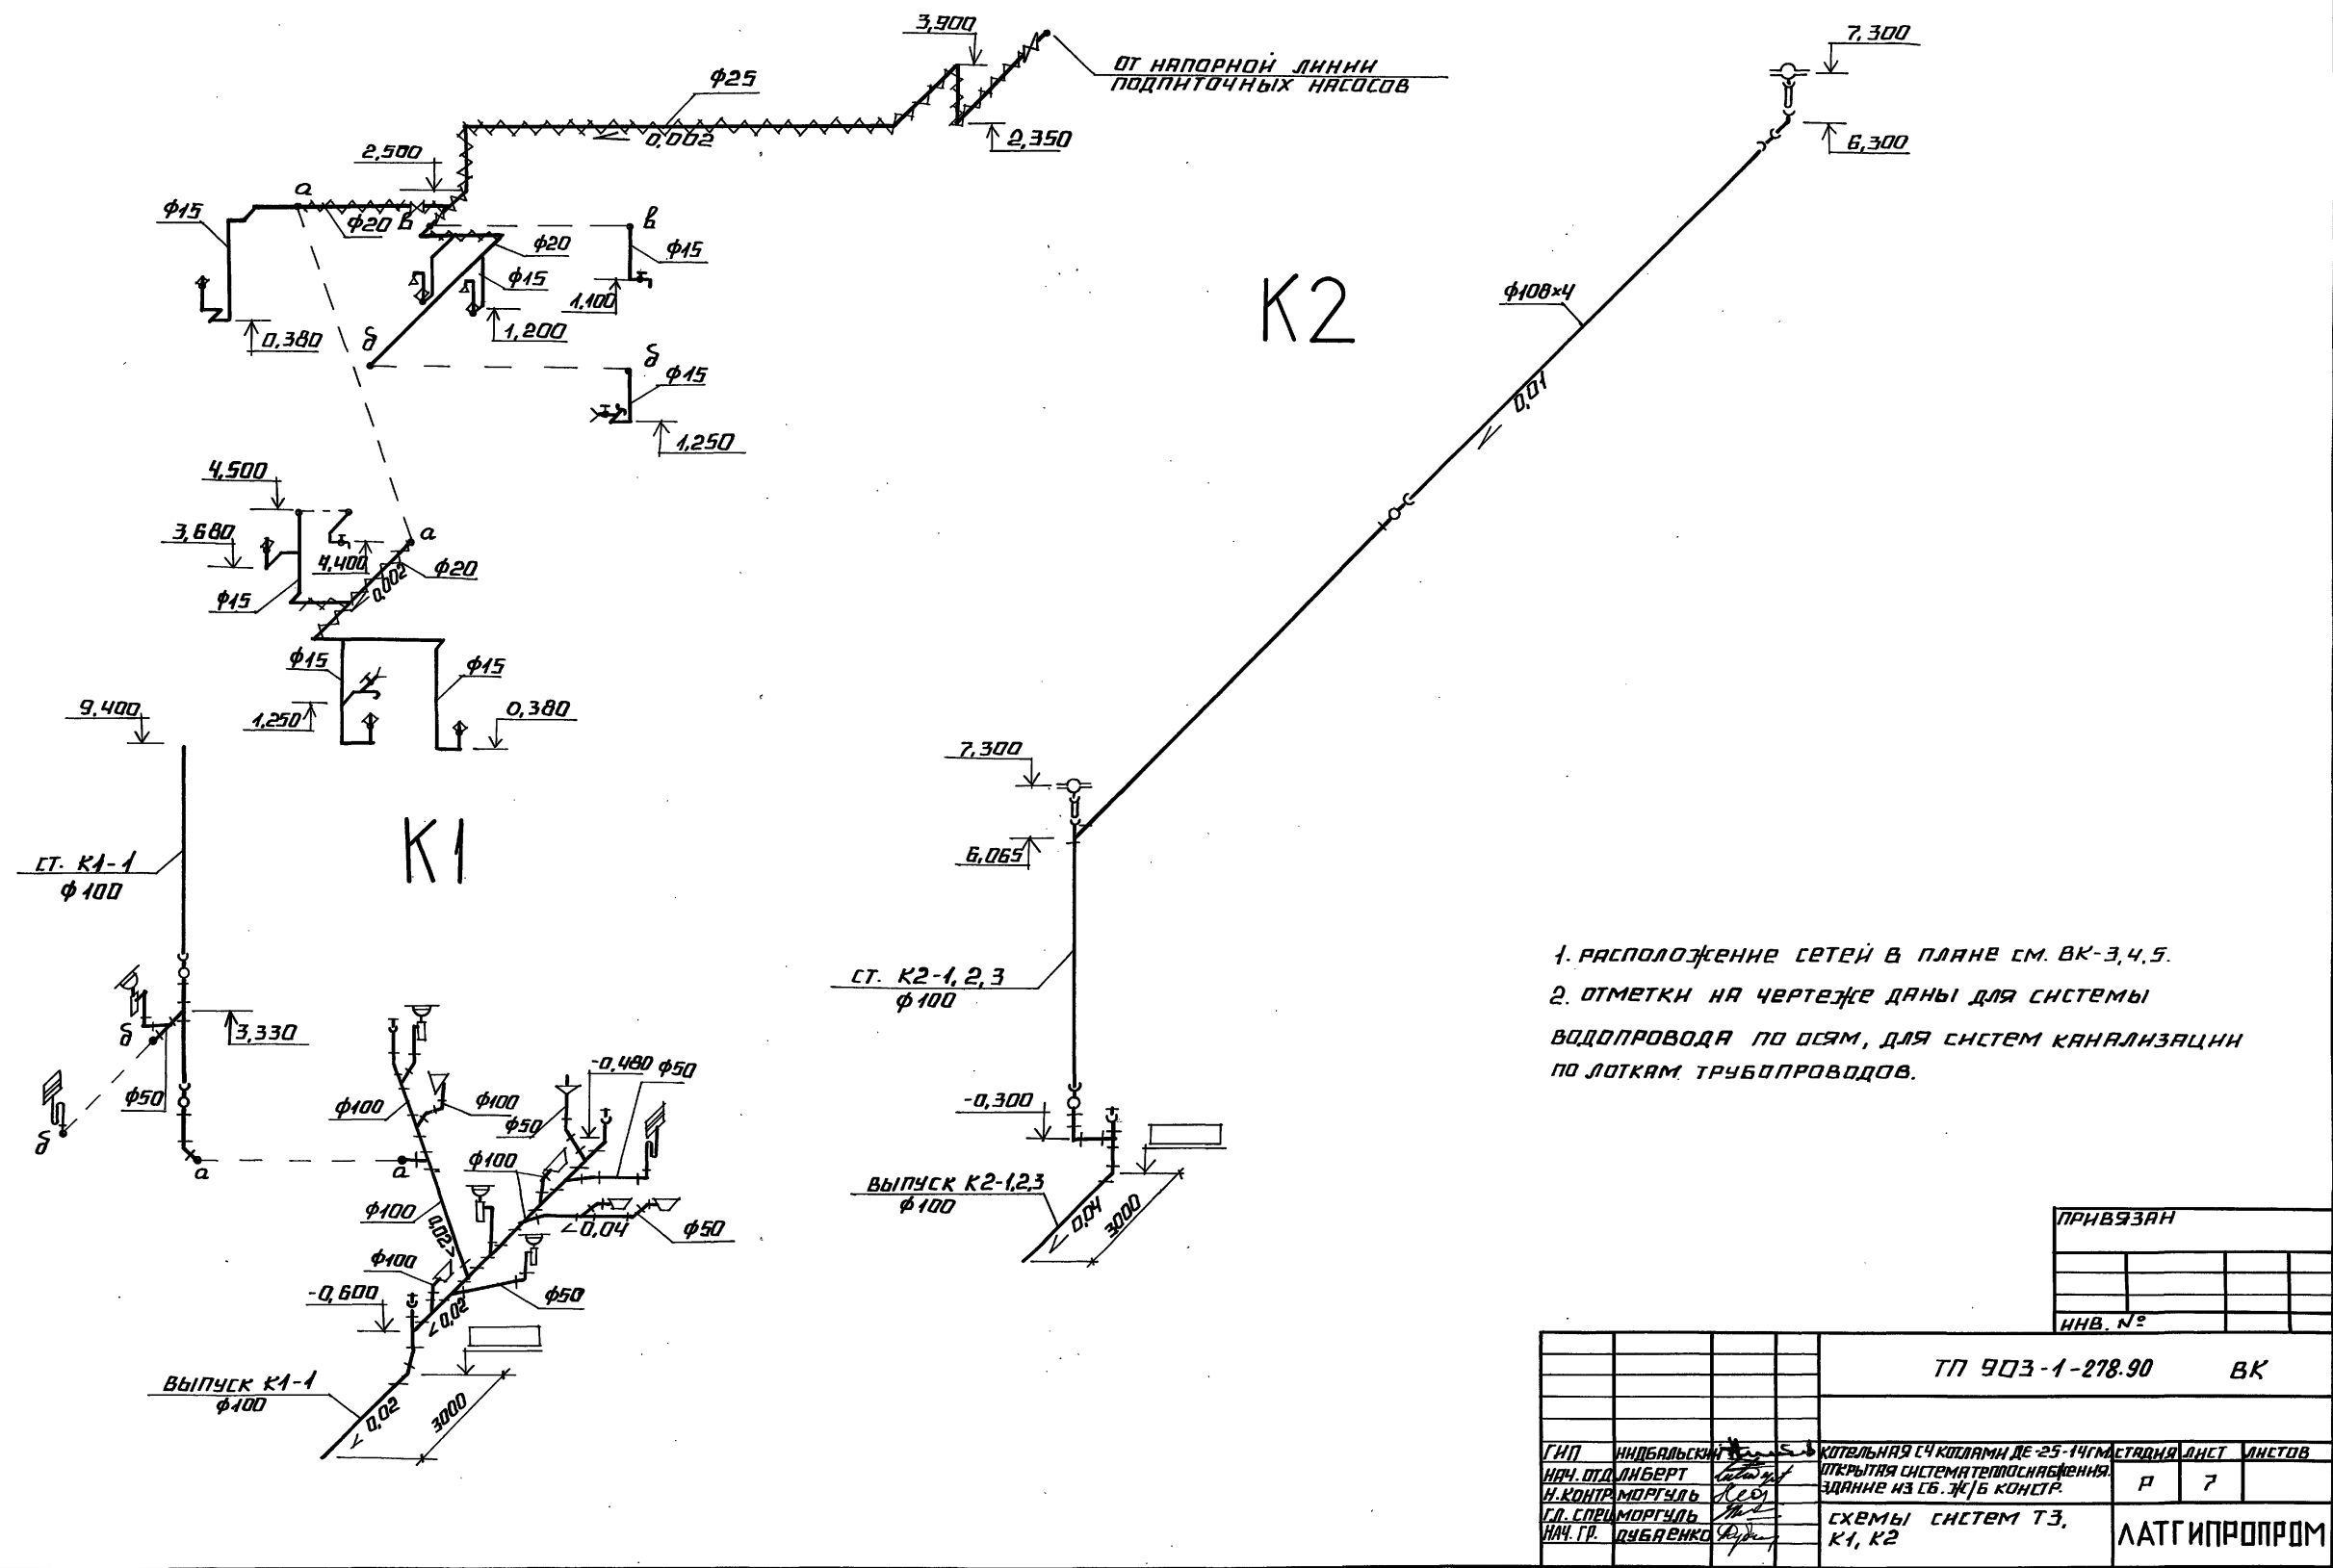 3,900
ОТ НАПОРНОЙ ЛИНИИ
ПОДПИТОЧНЫХ НАСОСОВ
ф25
0,002
2,350
2,500
а
ф15
ф20
в
в
ф20
ф15
ф15
1,100
1,200
0,380
б
б
ф15
1,250
4,500
3,680
а
4,400
0,002
ф20
ф15
ф15
ф15
1,250
0,380
К1
9,400
СТ. К1-1
ф100
б
3,330
ф50
б
а
а
ф100
ф100
-0,480
ф50
ф50
ф100
ф100
0,02
0,04
ф50
ф100
ф50
-0,600
0,02
ВЫПУСК К1-1
ф100
0,02
3000
К2
7,300
6,300
ф108×4
0,01
7,300
6,065
СТ. К2-1,2,3
ф100
-0,300
ВЫПУСК К2-1,2,3
ф100
0,04
3000
1. РАСПОЛОЖЕНИЕ СЕТЕЙ В ПЛАНЕ СМ. ВК-3,4,5.
2. ОТМЕТКИ НА ЧЕРТЕЖЕ ДАНЫ ДЛЯ СИСТЕМЫ
ВОДОПРОВОДА ПО ОСЯМ, ДЛЯ СИСТЕМ КАНАЛИЗАЦИИ
ПО ЛОТКАМ ТРУБОПРОВОДОВ.
ПРИВЯЗАН
ИНВ. №
ТП 903-1-278.90 ВК
ГИП НИДБАЛЬСКИЙ
НАЧ. ОТД. ЛИБЕРТ
Н. КОНТР. МОРГУЛЬ
ГЛ. СПЕЦ МОРГУЛЬ
НАЧ. ГР. ДУБАЕНКО
КОТЕЛЬНАЯ С 4 КОТЛАМИ ДЕ-25-14ГМ.
ОТКРЫТАЯ СИСТЕМА ТЕПЛОСНАБЖЕНИЯ.
ЗДАНИЕ ИЗ СБ. Ж/Б КОНСТР.
СТАДИЯ ЛИСТ ЛИСТОВ
Р 7
СХЕМЫ СИСТЕМ Т3,
К1, К2
ЛАТГИПРОПРОМ